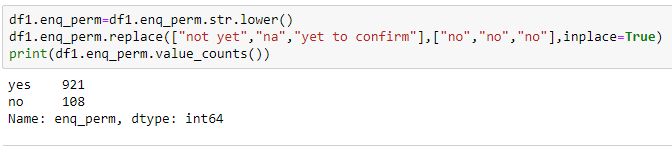 df1.enq_perm=df1.enq_perm.str.lower()
df1.enq_perm.replace(["not yet","na","yet to confirm"],["no","no","no"],inplace=True)
print(df1.enq_perm.value_counts())
yes    921
no     108
Name: enq_perm, dtype: int64